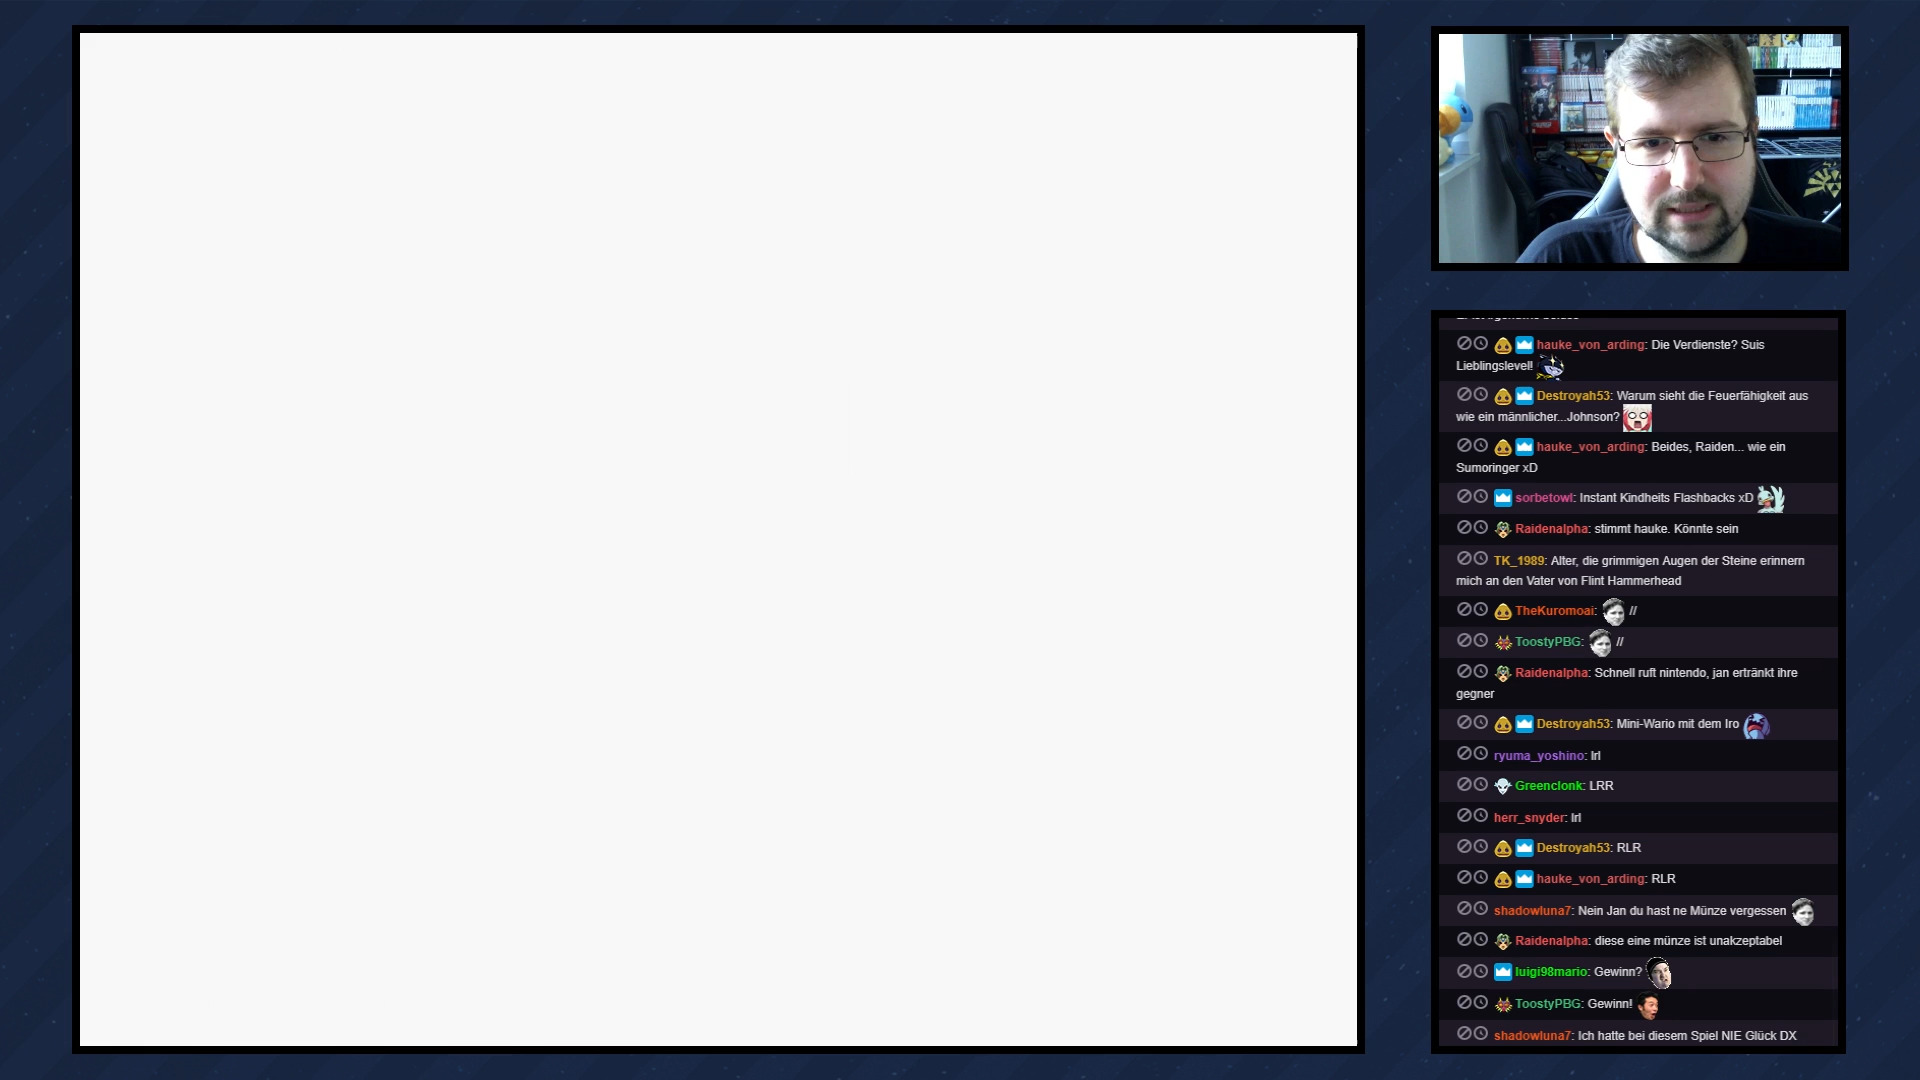 hauke_von_arding: Die Verdienste? Suis
Lieblingslevel!
Destroyah53: Warum sieht die Feuerfähigkeit aus
wie ein männlicher...Johnson?
hauke_von_arding: Beides, Raiden... wie ein
Sumoringer xD
sorbetowl: Instant Kindheits Flashbacks xD
Raidenalpha: stimmt hauke. Könnte sein
TK_1989: Alter, die grimmigen Augen der Steine erinnern
mich an den Vater von Flint Hammerhead
TheKuromoai: //
ToostyPBG: //
Raidenalpha: Schnell ruft nintendo, jan ertränkt ihre
gegner
Destroyah53: Mini-Wario mit dem Iro
ryuma_yoshino: lrl
Greenclonk: LRR
herr_snyder: lrl
Destroyah53: RLR
hauke_von_arding: RLR
shadowluna7: Nein Jan du hast ne Münze vergessen
Raidenalpha: diese eine münze ist unakzeptabel
luigi98mario: Gewinn?
ToostyPBG: Gewinn!
shadowluna7: Ich hatte bei diesem Spiel NIE Glück DX